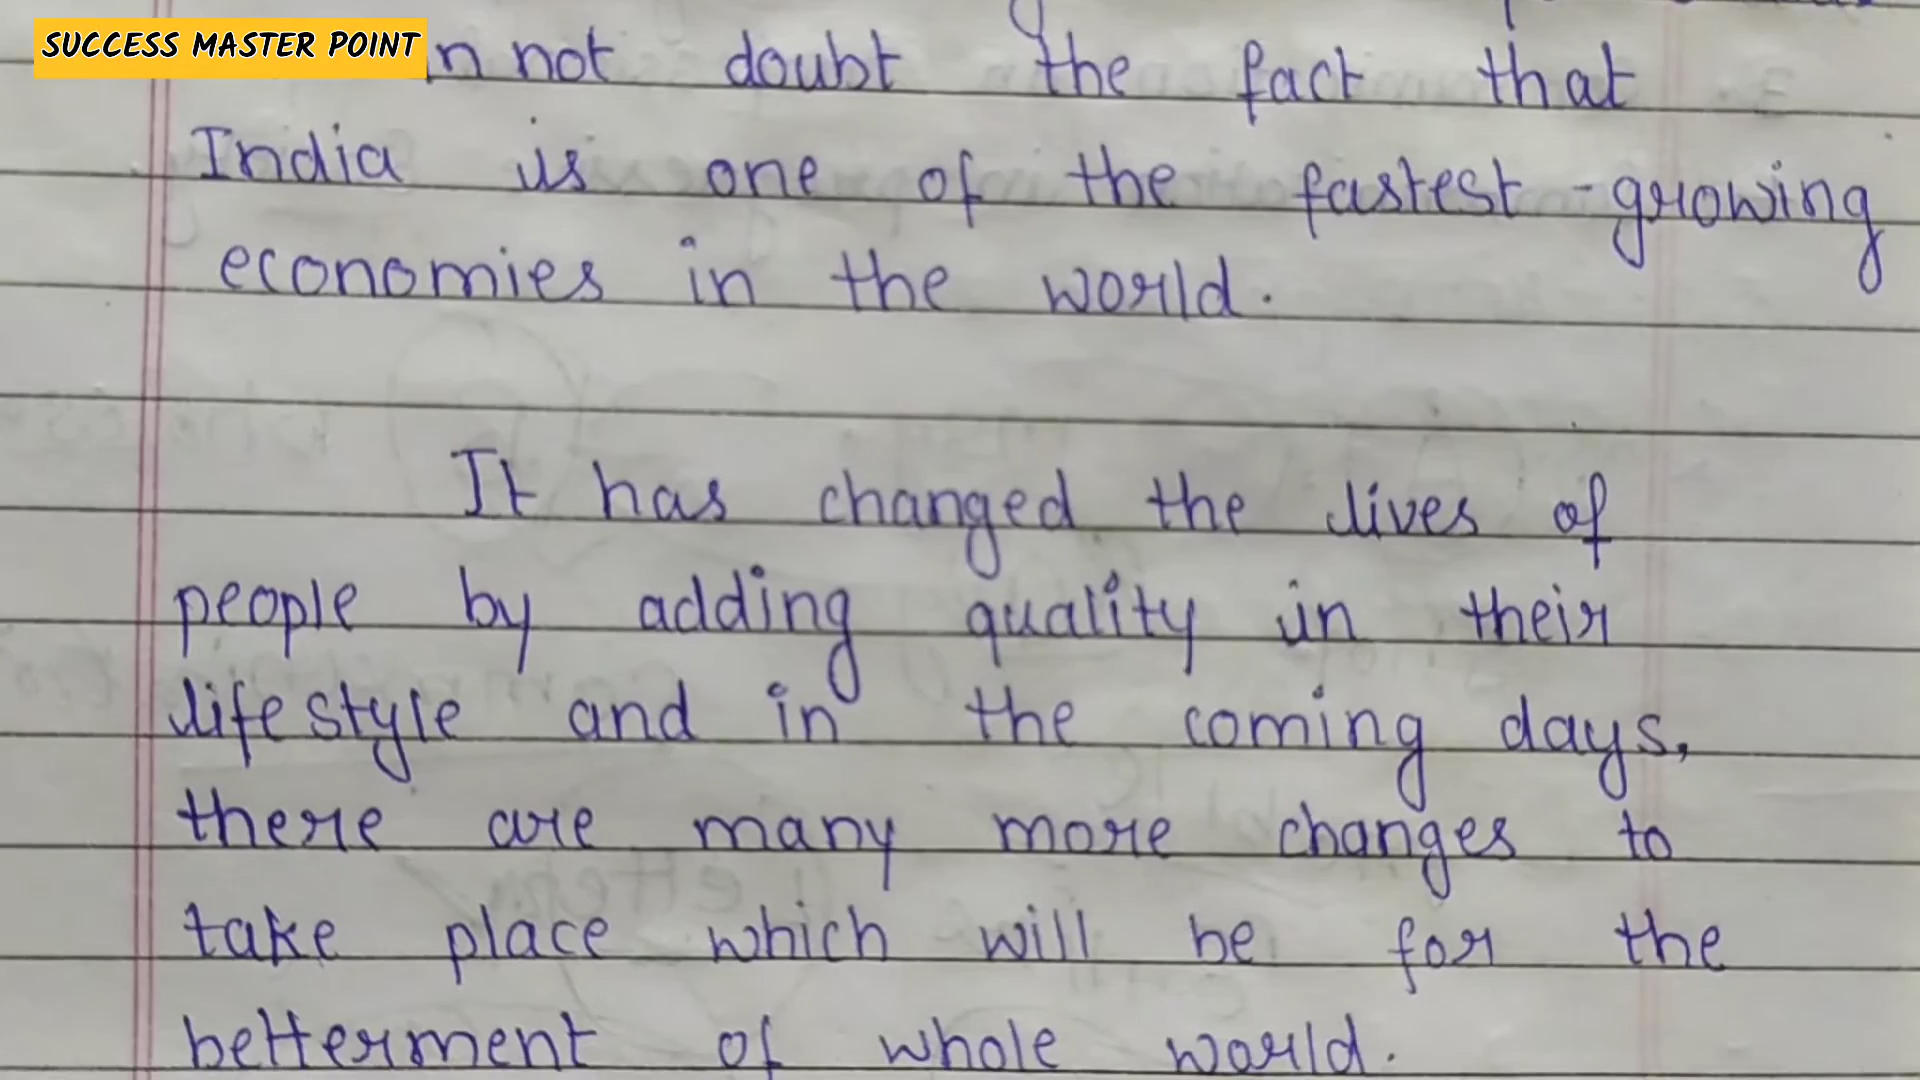 SUCCESS MASTER POINT
not doubt the fact that
India is one of the fastest-growing
economies in the world.
It has changed the lives of
people by adding quality in their
lifestyle and in the coming days,
there are many more changes to
take place which will be for the
betterment of whole world.